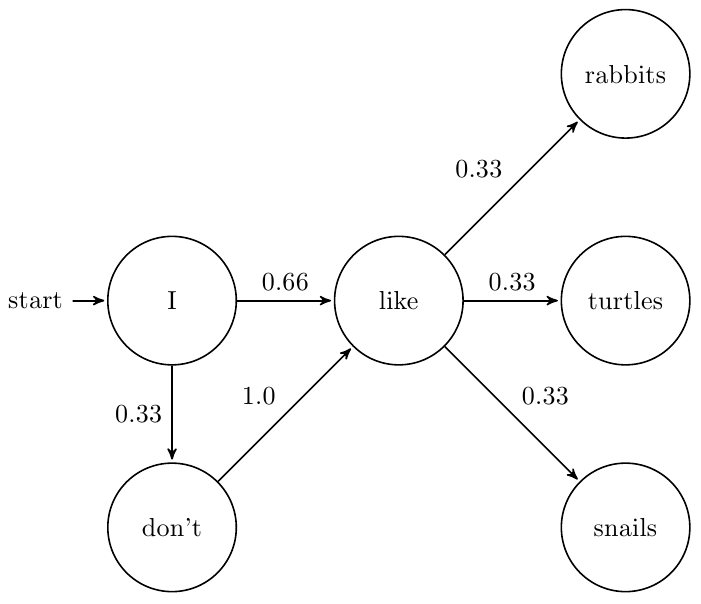 rabbits
0.33
start
I
0.66
like
0.33
turtles
0.33
1.0
0.33
don't
snails